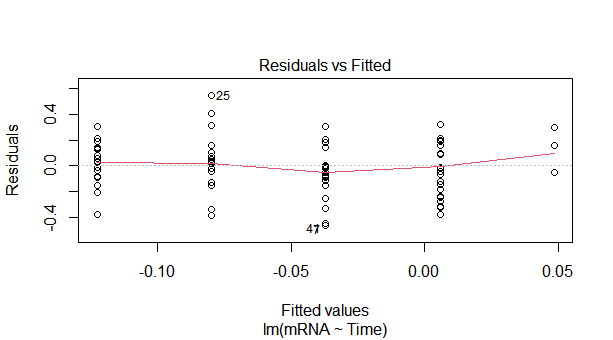 Residuals vs Fitted
Residuals
0.4
0.0
-0.4
25
-0.10
-0.05
0.00
0.05
Fitted values
lm(mRNA ~ Time)